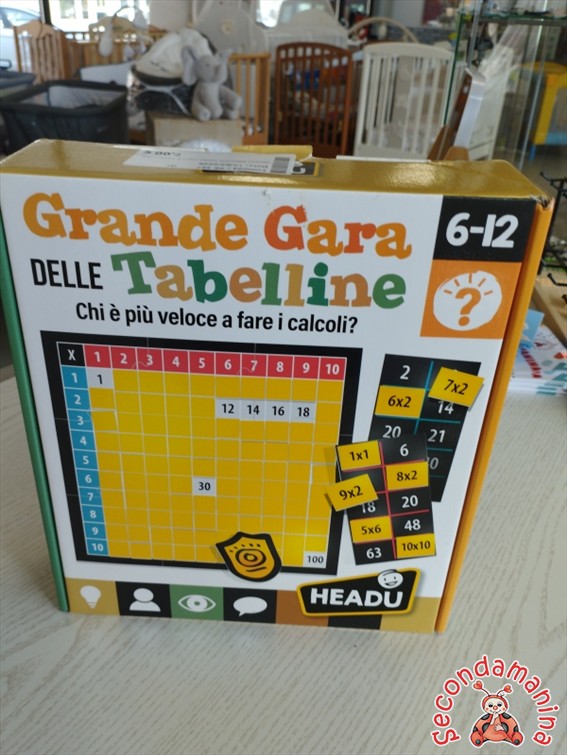 Grande Gara
DELLE Tabelline
6-12
?
Chi è più veloce a fare i calcoli?
X 1 2 3 4 5 6 7 8 9 10
1 1
2 12 14 16 18
3
4
5
6 30
7
8
9
10 100
2 7x2
6x2 14
20 21
1x1 6
8x2
9x2 18 20
5x6 48
63 10x10
HEADU
secondamanina